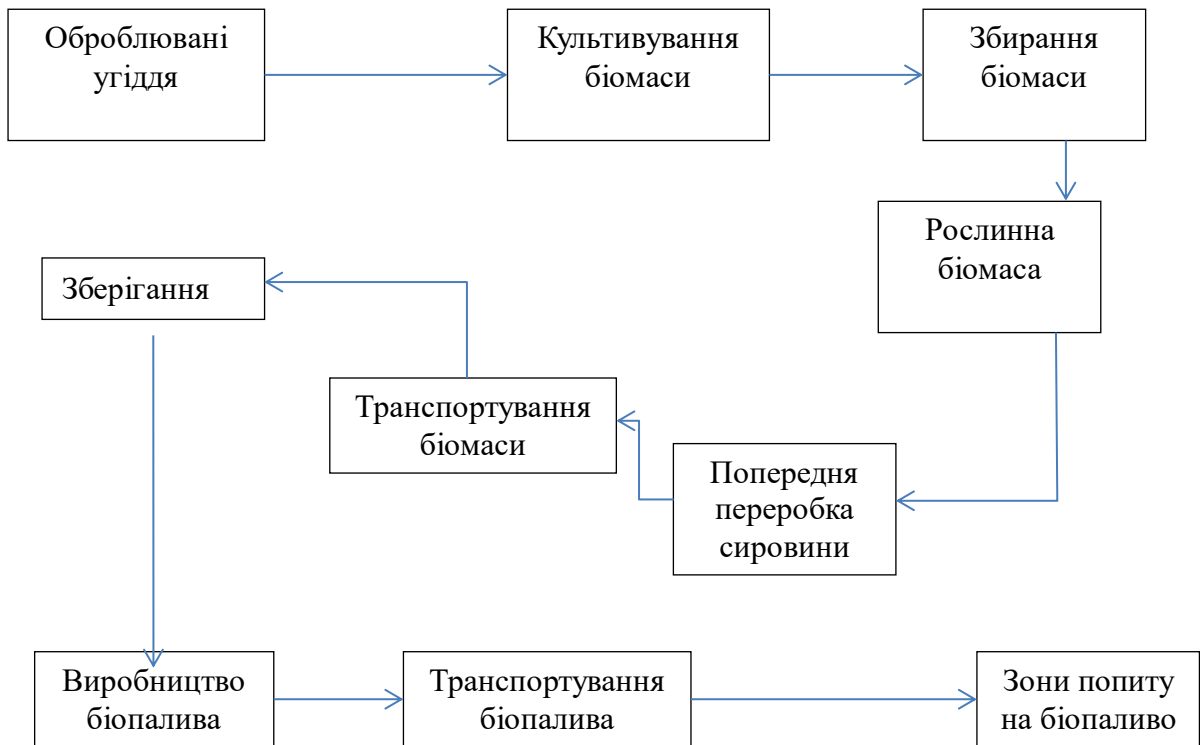 Оброблювані
угіддя
Культивування
біомаси
Збирання
біомаси
Рослинна
біомаса
Зберігання
Транспортування
біомаси
Попередня
переробка
сировини
Виробництво
біопалива
Транспортування
біопалива
Зони попиту
на біопаливо